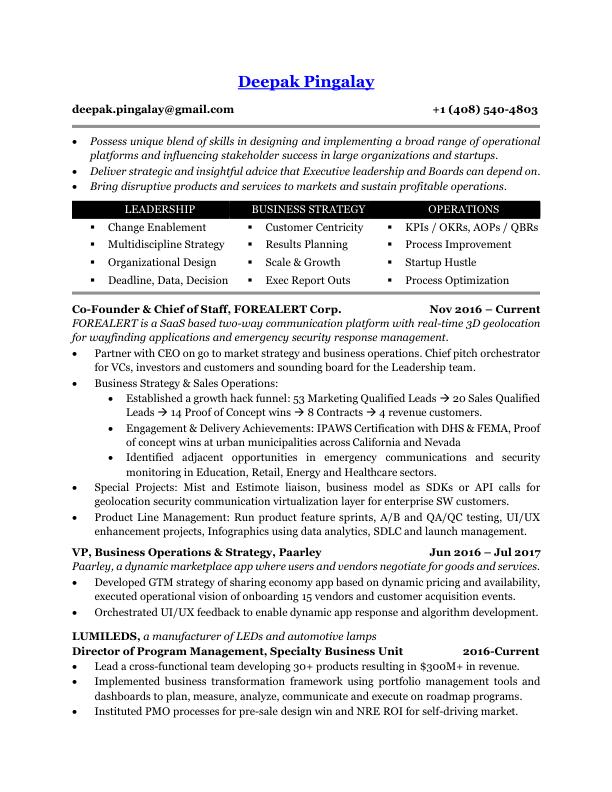 Deepak Pingalay
deepak.pingalay@gmail.com +1 (408) 540-4803
• Possess unique blend of skills in designing and implementing a broad range of operational
platforms and influencing stakeholder success in large organizations and startups.
• Deliver strategic and insightful advice that Executive leadership and Boards can depend on.
• Bring disruptive products and services to markets and sustain profitable operations.
LEADERSHIP BUSINESS STRATEGY OPERATIONS
▪ Change Enablement ▪ Customer Centricity ▪ KPIs / OKRs, AOPs / QBRs
▪ Multidiscipline Strategy ▪ Results Planning ▪ Process Improvement
▪ Organizational Design ▪ Scale & Growth ▪ Startup Hustle
▪ Deadline, Data, Decision ▪ Exec Report Outs ▪ Process Optimization
Co-Founder & Chief of Staff, FOREALERT Corp. Nov 2016 – Current
FOREALERT is a SaaS based two-way communication platform with real-time 3D geolocation
for wayfinding applications and emergency security response management.
• Partner with CEO on go to market strategy and business operations. Chief pitch orchestrator
for VCs, investors and customers and sounding board for the Leadership team.
• Business Strategy & Sales Operations:
• Established a growth hack funnel: 53 Marketing Qualified Leads → 20 Sales Qualified
Leads → 14 Proof of Concept wins → 8 Contracts → 4 revenue customers.
• Engagement & Delivery Achievements: IPAWS Certification with DHS & FEMA, Proof
of concept wins at urban municipalities across California and Nevada
• Identified adjacent opportunities in emergency communications and security
monitoring in Education, Retail, Energy and Healthcare sectors.
• Special Projects: Mist and Estimote liaison, business model as SDKs or API calls for
geolocation security communication virtualization layer for enterprise SW customers.
• Product Line Management: Run product feature sprints, A/B and QA/QC testing, UI/UX
enhancement projects, Infographics using data analytics, SDLC and launch management.
VP, Business Operations & Strategy, Paarley Jun 2016 – Jul 2017
Paarley, a dynamic marketplace app where users and vendors negotiate for goods and services.
• Developed GTM strategy of sharing economy app based on dynamic pricing and availability,
executed operational vision of onboarding 15 vendors and customer acquisition events.
• Orchestrated UI/UX feedback to enable dynamic app response and algorithm development.
LUMILEDS, a manufacturer of LEDs and automotive lamps
Director of Program Management, Specialty Business Unit 2016-Current
• Lead a cross-functional team developing 30+ products resulting in $300M+ in revenue.
• Implemented business transformation framework using portfolio management tools and
dashboards to plan, measure, analyze, communicate and execute on roadmap programs.
• Instituted PMO processes for pre-sale design win and NRE ROI for self-driving market.